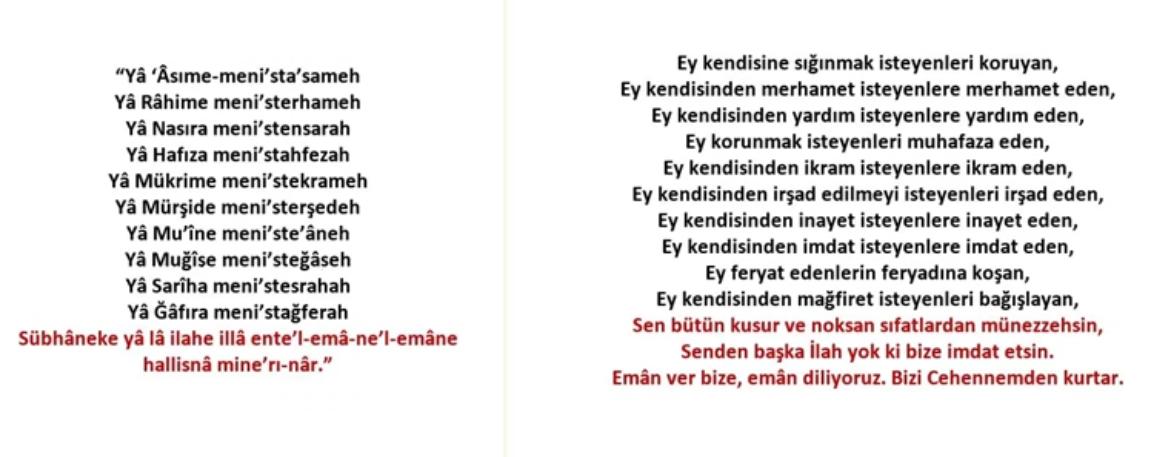 “Yâ ‘Âsıme-meni’sta’sameh
Yâ Râhime meni’sterhameh
Yâ Nasıra meni’stensarah
Yâ Hafıza meni’stahfezah
Yâ Mükrime meni’stekrameh
Yâ Mürşide meni’sterşedeh
Yâ Mu’îne meni’ste’âneh
Yâ Muğîse meni’steğâseh
Yâ Sarîha meni’stesrahah
Yâ Ğâfıra meni’stağferah
Sübhâneke yâ lâ ilahe illâ ente’l-emâ-ne’l-emâne
hallisnâ mine’rı-nâr.”
Ey kendisine sığınmak isteyenleri koruyan,
Ey kendisinden merhamet isteyenlere merhamet eden,
Ey kendisinden yardım isteyenlere yardım eden,
Ey korunmak isteyenleri muhafaza eden,
Ey kendisinden ikram isteyenlere ikram eden,
Ey kendisinden irşad edilmeyi isteyenleri irşad eden,
Ey kendisinden inayet isteyenlere inayet eden,
Ey kendisinden imdat isteyenlere imdat eden,
Ey feryat edenlerin feryadına koşan,
Ey kendisinden mağfiret isteyenleri bağışlayan,
Sen bütün kusur ve noksan sıfatlardan münezzehsin,
Senden başka İlah yok ki bize imdat etsin.
Emân ver bize, emân diliyoruz. Bizi Cehennemden kurtar.